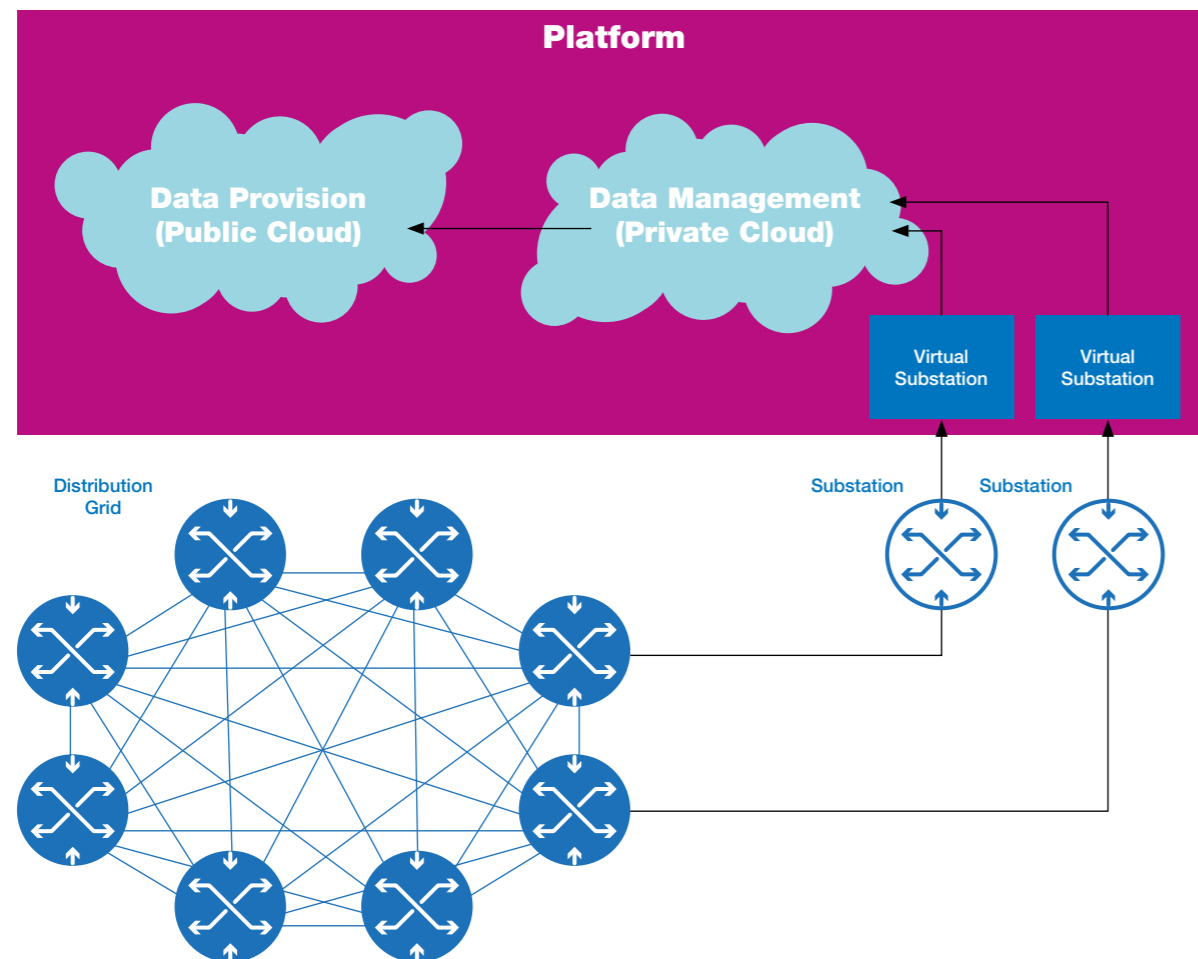 Platform
Data Provision
(Public Cloud)
Data Management
(Private Cloud)
Virtual
Substation
Virtual
Substation
Distribution
Grid
Substation
Substation